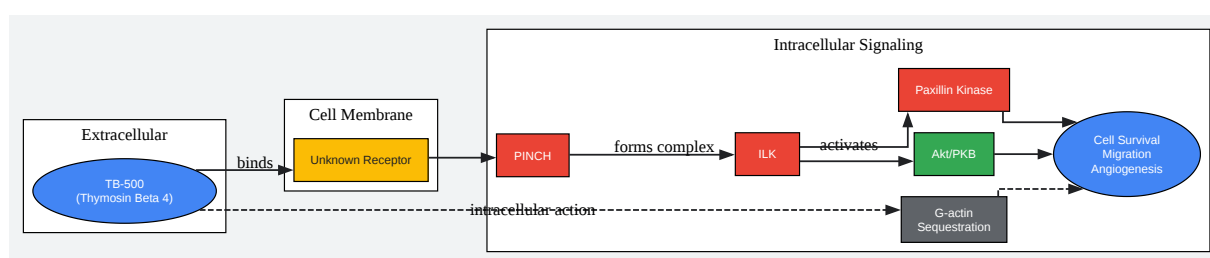 Intracellular Signaling
Extracellular
Cell Membrane
TB-500
(Thymosin Beta 4)
binds
Unknown Receptor
PINCH
forms complex
ILK
activates
Paxillin Kinase
Akt/PKB
Cell Survival
Migration
Angiogenesis
intracellular action
G-actin
Sequestration